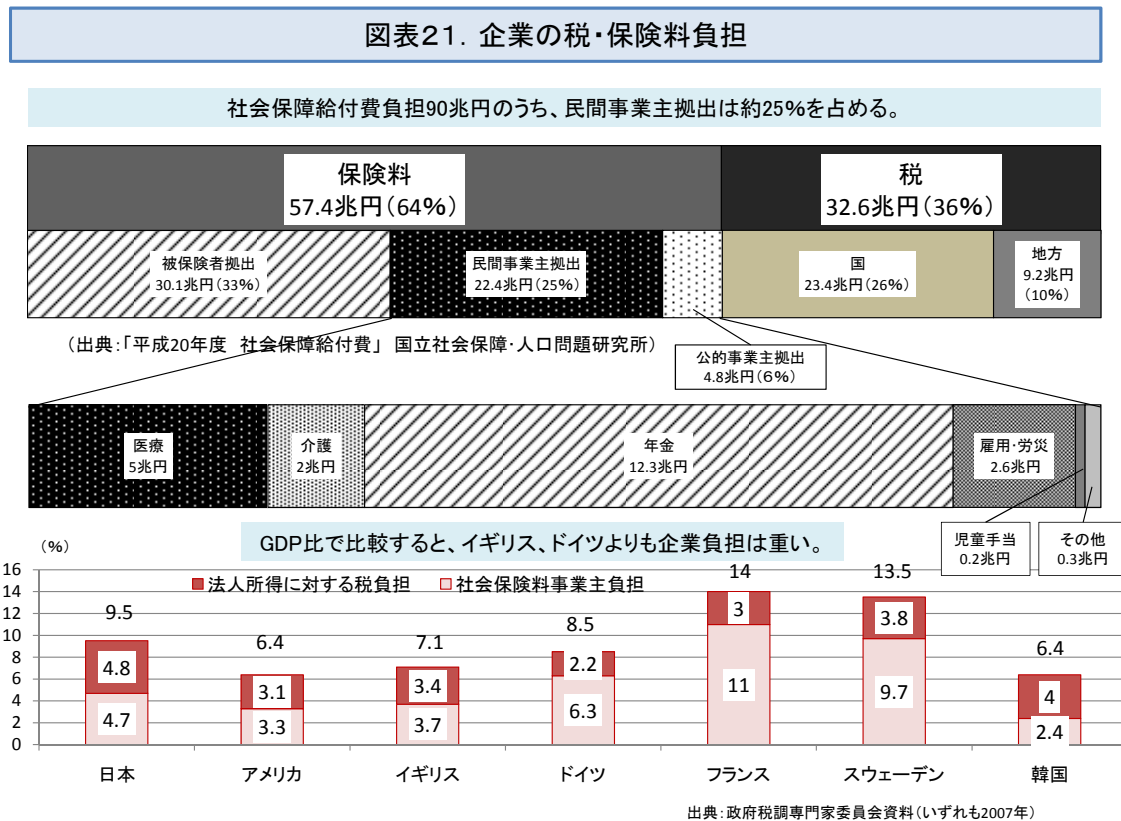 図表21．企業の税・保険料負担
社会保障給付費負担90兆円のうち、民間事業主拠出は約25％を占める。
保険料
57.4兆円（64％）
税
32.6兆円（36％）
被保険者拠出
30.1兆円（33％）
民間事業主拠出
22.4兆円（25％）
国
23.4兆円（26％）
地方
9.2兆円
（10％）
（出典：「平成20年度　社会保障給付費」　国立社会保障・人口問題研究所）
公的事業主拠出
4.8兆円（６％）
医療
5兆円
介護
2兆円
年金
12.3兆円
雇用・労災
2.6兆円
児童手当
0.2兆円
その他
0.3兆円
GDP比で比較すると、イギリス、ドイツよりも企業負担は重い。
（％）
法人所得に対する税負担
社会保険料事業主負担
16
14
12
10
8
6
4
2
0
9.5
4.8
4.7
6.4
3.1
3.3
7.1
3.4
3.7
8.5
2.2
6.3
14
3
11
13.5
3.8
9.7
6.4
4
2.4
日本
アメリカ
イギリス
ドイツ
フランス
スウェーデン
韓国
出典：政府税調専門家委員会資料（いずれも2007年）